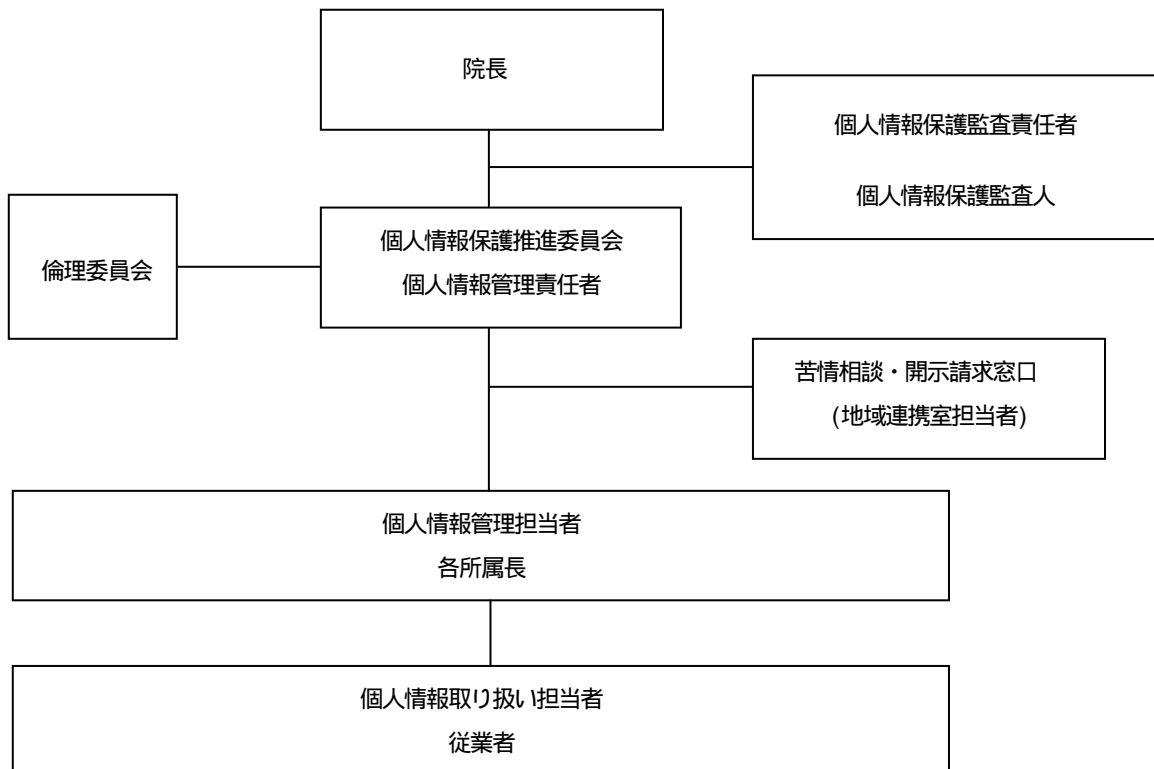 院長
個人情報保護監査責任者
個人情報保護監査人
個人情報保護推進委員会
個人情報管理責任者
倫理委員会
苦情相談・開示請求窓口
(地域連携室担当者)
個人情報管理担当者
各所属長
個人情報取り扱い担当者
従業者